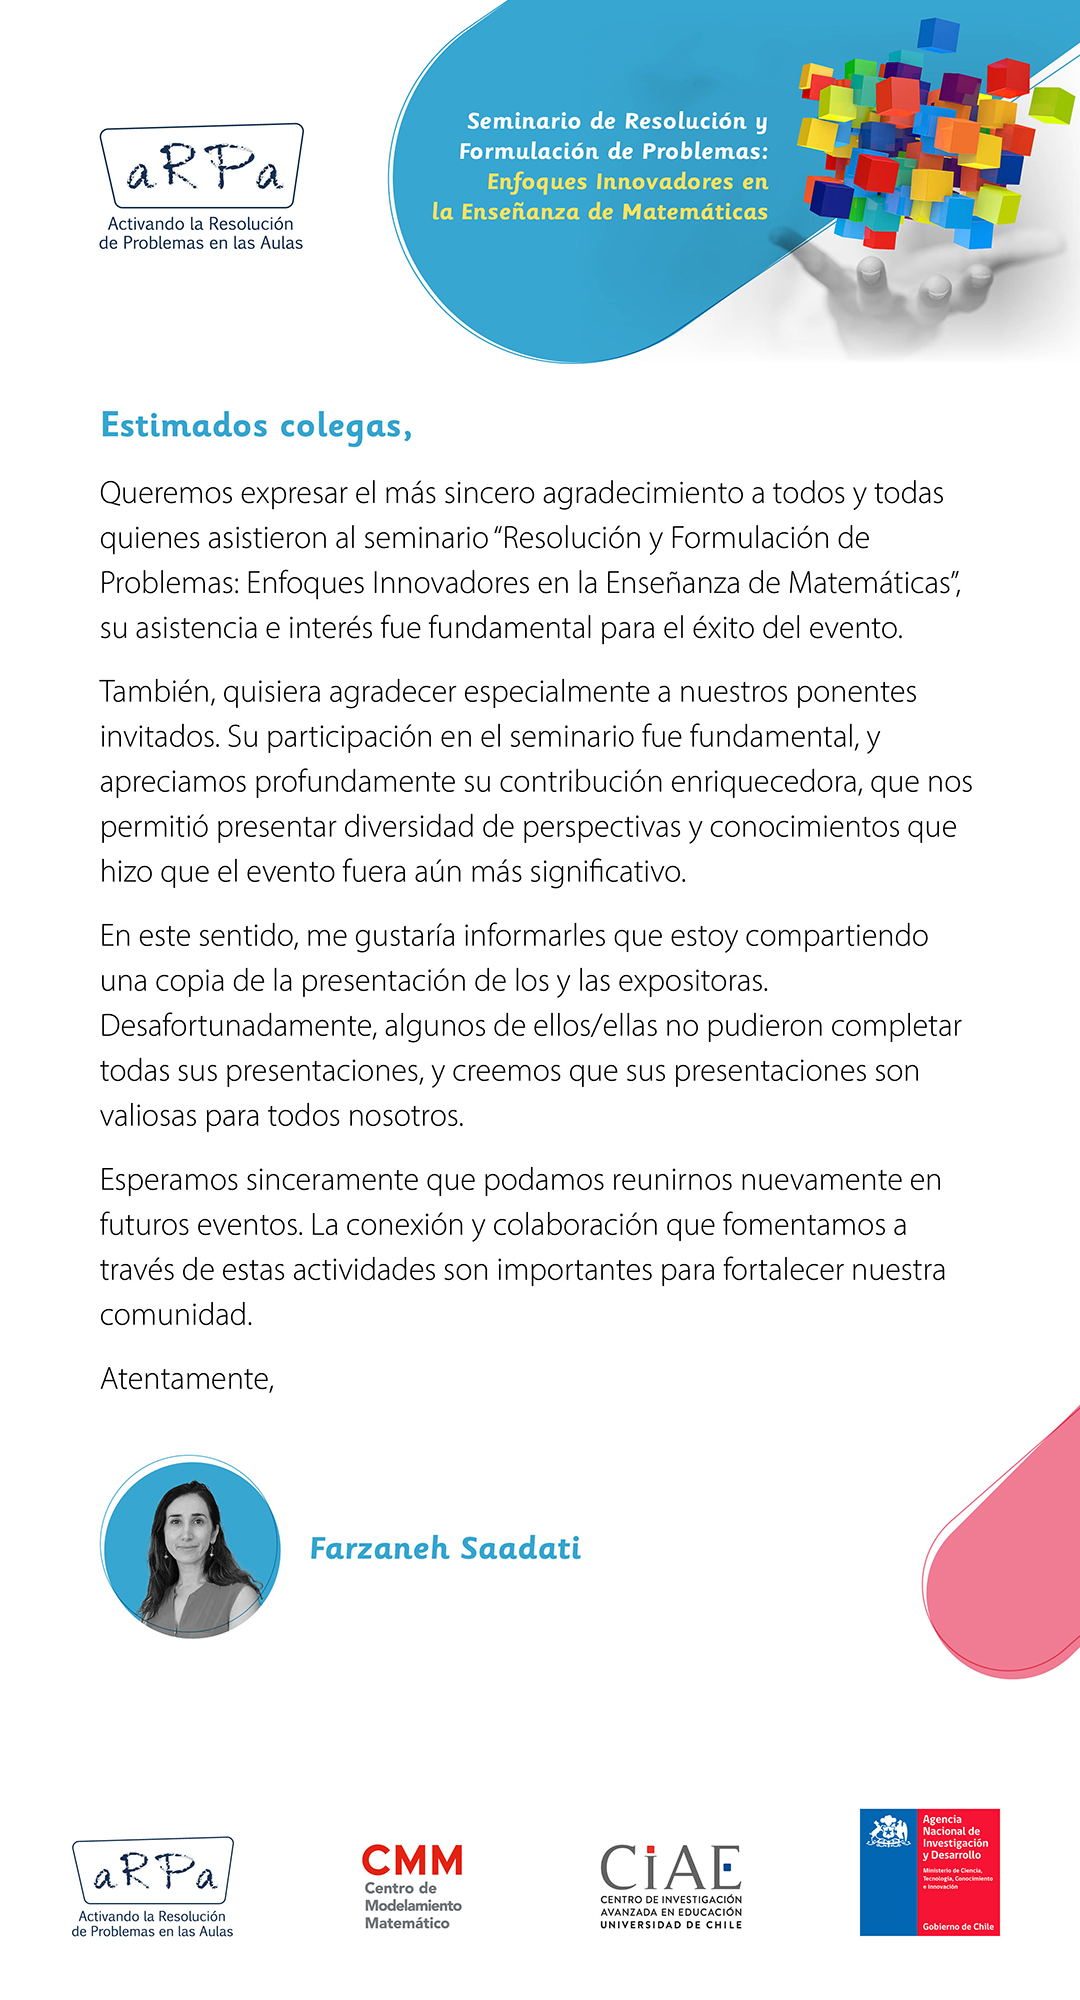 aRPa
Activando la Resolución
de Problemas en las Aulas
Seminario de Resolución y
Formulación de Problemas:
Enfoques Innovadores en
la Enseñanza de Matemáticas
Estimados colegas,
Queremos expresar el más sincero agradecimiento a todos y todas
quienes asistieron al seminario “Resolución y Formulación de
Problemas: Enfoques Innovadores en la Enseñanza de Matemáticas”,
su asistencia e interés fue fundamental para el éxito del evento.
También, quisiera agradecer especialmente a nuestros ponentes
invitados. Su participación en el seminario fue fundamental, y
apreciamos profundamente su contribución enriquecedora, que nos
permitió presentar diversidad de perspectivas y conocimientos que
hizo que el evento fuera aún más significativo.
En este sentido, me gustaría informarles que estoy compartiendo
una copia de la presentación de los y las expositoras.
Desafortunadamente, algunos de ellos/ellas no pudieron completar
todas sus presentaciones, y creemos que sus presentaciones son
valiosas para todos nosotros.
Esperamos sinceramente que podamos reunirnos nuevamente en
futuros eventos. La conexión y colaboración que fomentamos a
través de estas actividades son importantes para fortalecer nuestra
comunidad.
Atentamente,
Farzaneh Saadati
aRPa
Activando la Resolución
de Problemas en las Aulas
CMM
Centro de
Modelamiento
Matemático
CiAE
CENTRO DE INVESTIGACIÓN
AVANZADA EN EDUCACIÓN
UNIVERSIDAD DE CHILE
Agencia
Nacional de
Investigación
y Desarrollo
Ministerio de Ciencia,
Tecnología, Conocimiento
e Innovación
Gobierno de Chile